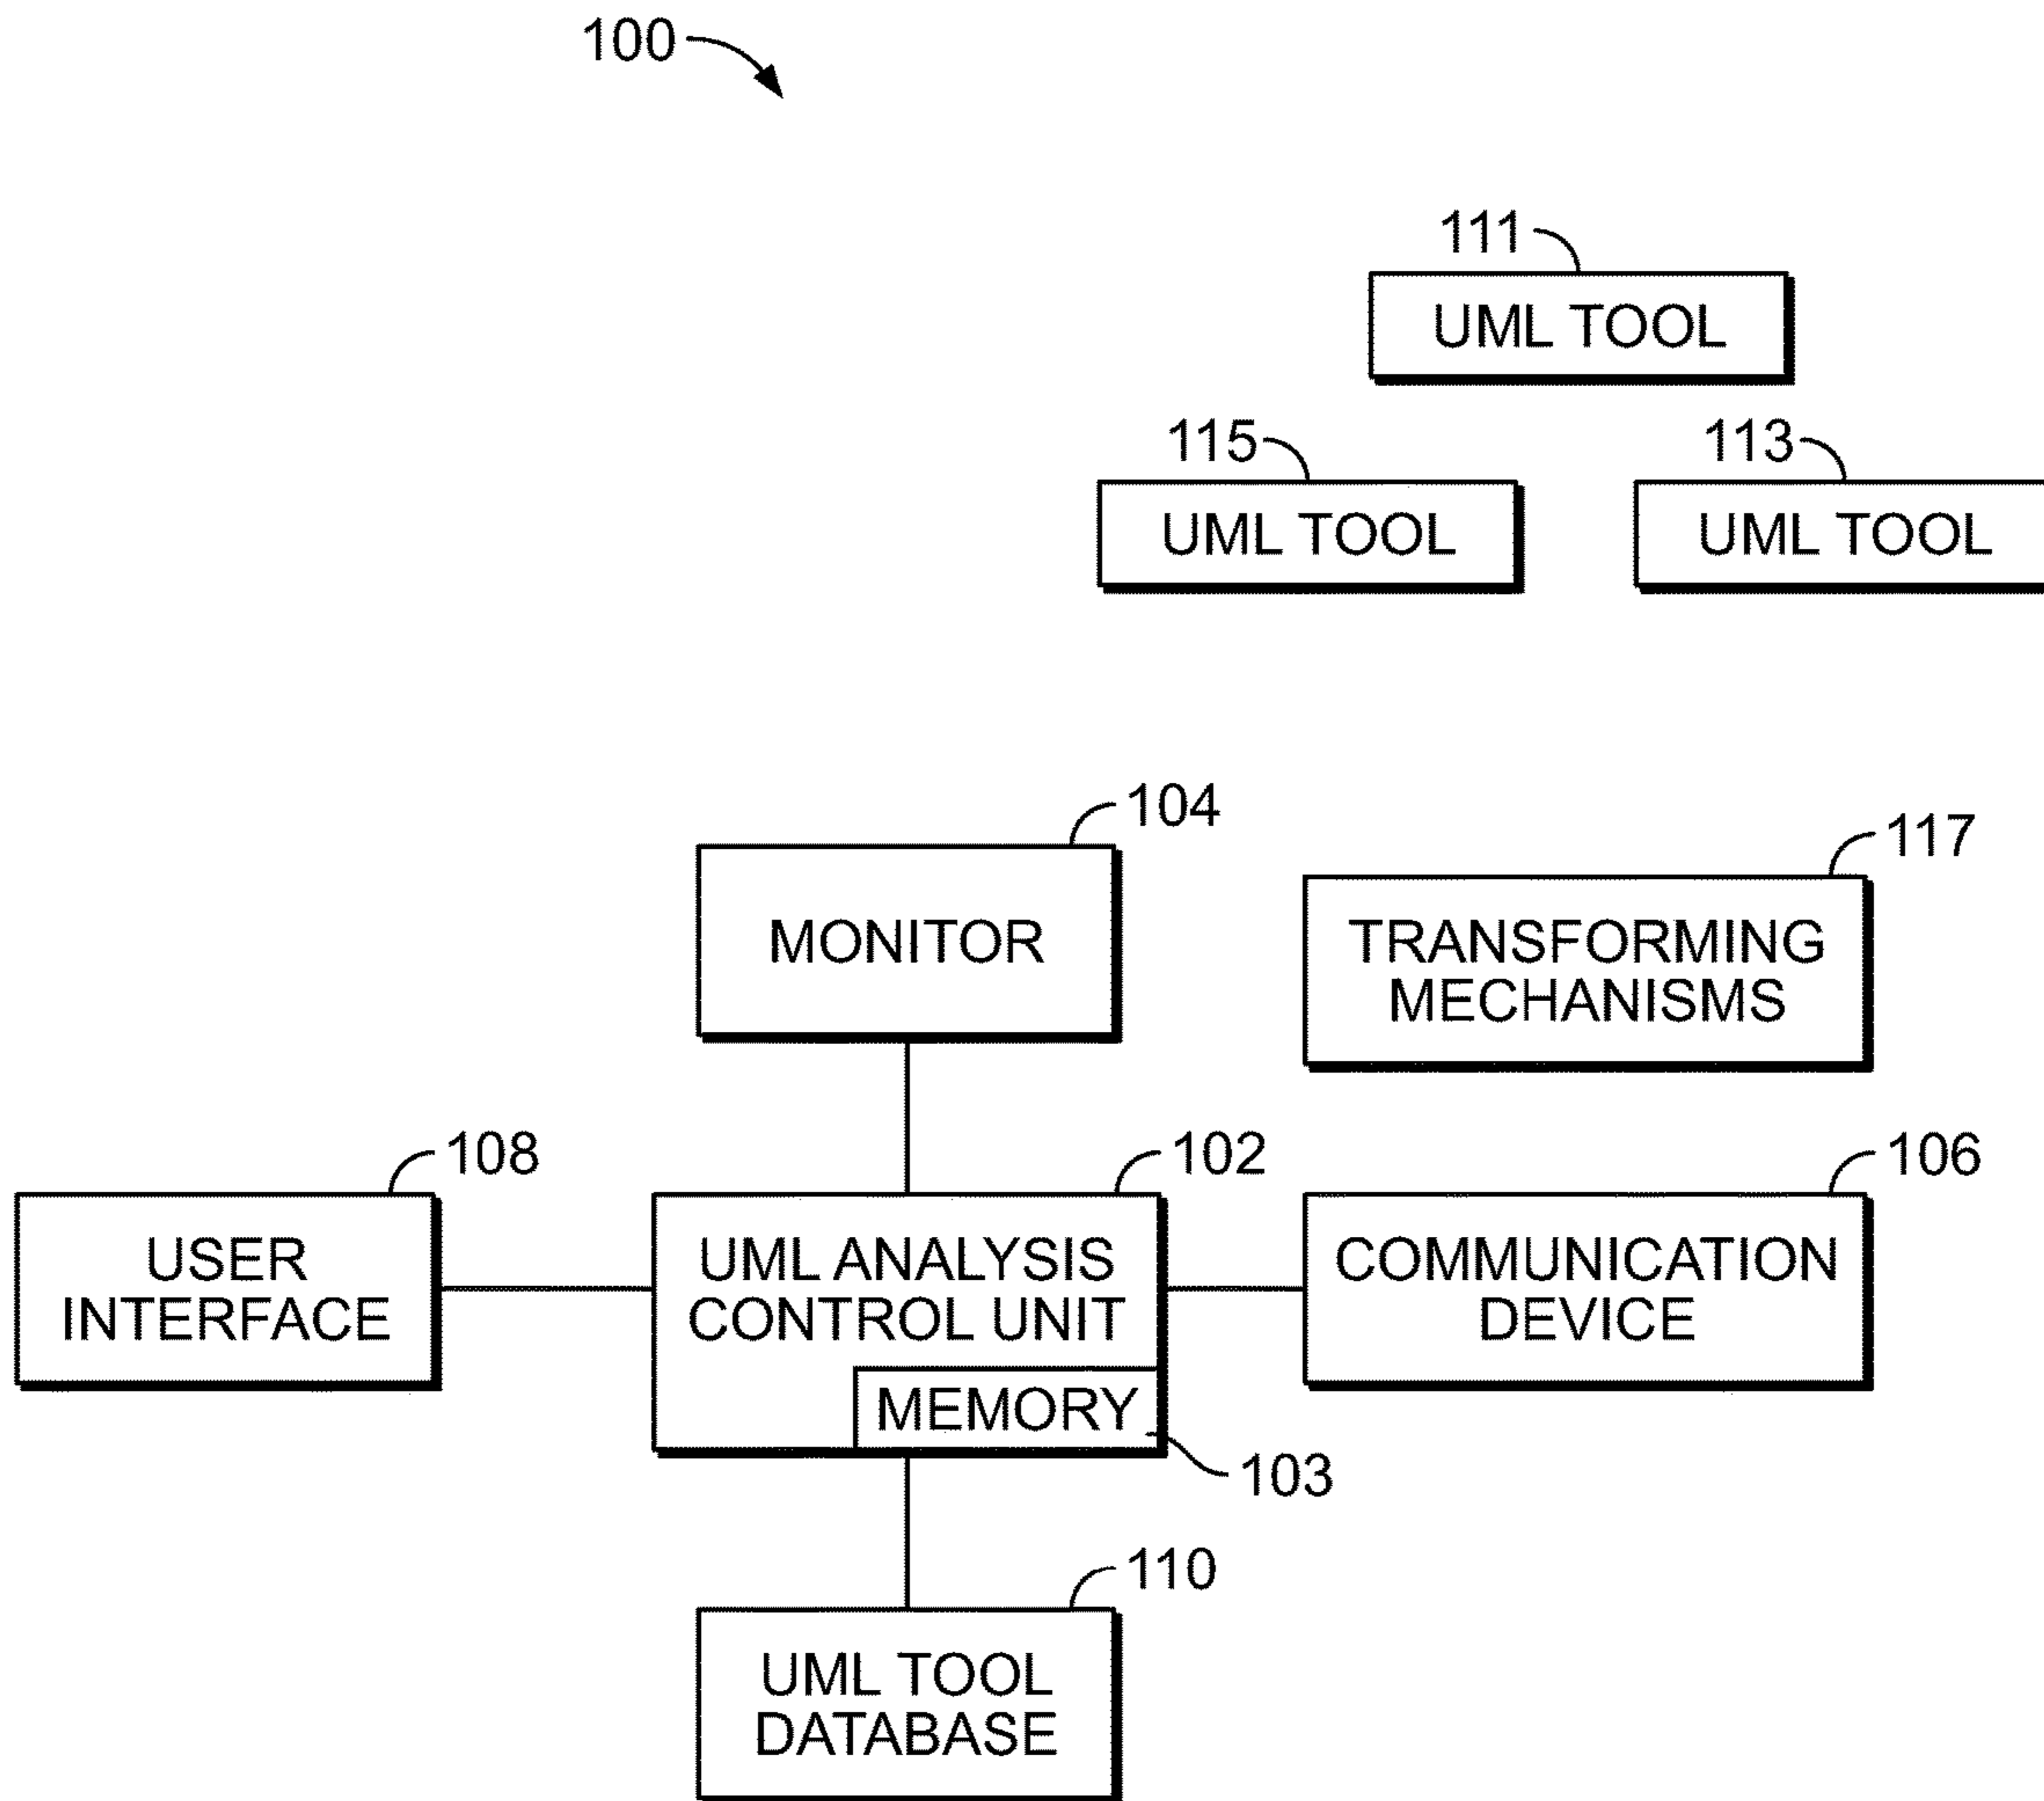 100
111
UML TOOL
115
113
UML TOOL
UML TOOL
104
117
MONITOR
TRANSFORMING
MECHANISMS
108
102
106
USER
INTERFACE
UML ANALYSIS
CONTROL UNIT
COMMUNICATION
DEVICE
MEMORY
103
110
UML TOOL
DATABASE